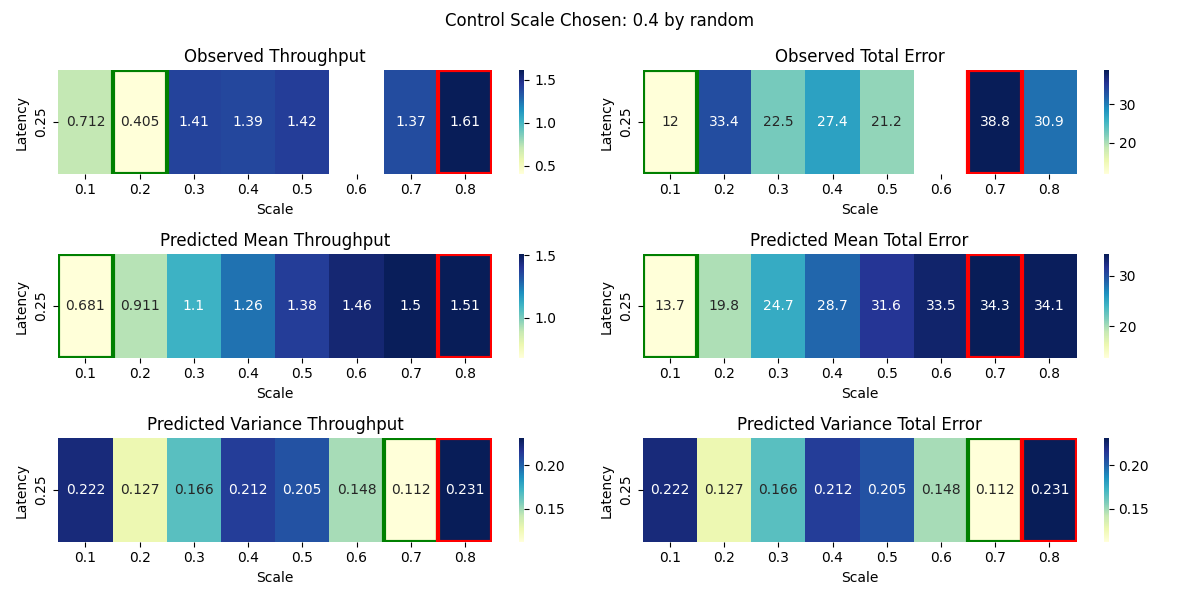 Control Scale Chosen: 0.4 by random
Observed Throughput
Latency
0.25
0.712 0.405 1.41 1.39 1.42 1.37 1.61
0.1 0.2 0.3 0.4 0.5 0.6 0.7 0.8
Scale
1.5
1.0
0.5
Observed Total Error
Latency
0.25
12 33.4 22.5 27.4 21.2 38.8 30.9
0.1 0.2 0.3 0.4 0.5 0.6 0.7 0.8
Scale
30
20
Predicted Mean Throughput
Latency
0.25
0.681 0.911 1.1 1.26 1.38 1.46 1.5 1.51
0.1 0.2 0.3 0.4 0.5 0.6 0.7 0.8
Scale
1.5
1.0
Predicted Mean Total Error
Latency
0.25
13.7 19.8 24.7 28.7 31.6 33.5 34.3 34.1
0.1 0.2 0.3 0.4 0.5 0.6 0.7 0.8
Scale
30
20
Predicted Variance Throughput
Latency
0.25
0.222 0.127 0.166 0.212 0.205 0.148 0.112 0.231
0.1 0.2 0.3 0.4 0.5 0.6 0.7 0.8
Scale
0.20
0.15
Predicted Variance Total Error
Latency
0.25
0.222 0.127 0.166 0.212 0.205 0.148 0.112 0.231
0.1 0.2 0.3 0.4 0.5 0.6 0.7 0.8
Scale
0.20
0.15